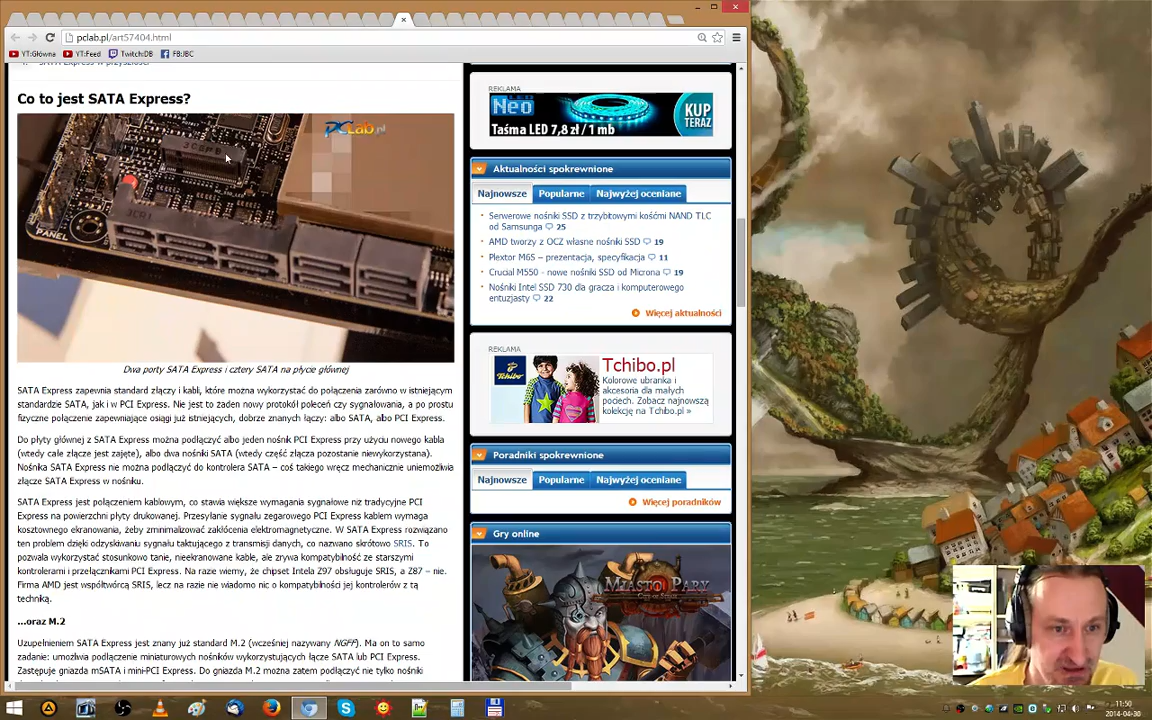 pclab.pl/art57404.html
YT:Główna
YT:Feed
Twitch:DB
FB:JBC
SATA Express w przyszłości
Co to jest SATA Express?
PCLab.pl
PANEL
Dwa porty SATA Express i cztery SATA na płycie głównej
SATA Express zapewnia standard złączy i kabli, które można wykorzystać do połączenia zarówno w istniejącym
standardzie SATA, jak i w PCI Express. Nie jest to żaden nowy protokół poleceń czy sygnałowania, a po prostu
fizyczne połączenie zapewniające osiągi już istniejących, dobrze znanych łączy: albo SATA, albo PCI Express.
Do płyty głównej z SATA Express można podłączyć albo jeden nośnik PCI Express przy użyciu nowego kabla
(wtedy całe złącze jest zajęte), albo dwa nośniki SATA (wtedy część złącza pozostanie niewykorzystana).
Nośnika SATA Express nie można podłączyć do kontrolera SATA – coś takiego wręcz mechanicznie uniemożliwia
złącze SATA Express w nośniku.
SATA Express jest połączeniem kablowym, co stawia większe wymagania sygnałowe niż tradycyjne PCI
Express na powierzchni płyty drukowanej. Przesyłanie sygnału zegarowego PCI Express kablem wymaga
kosztownego ekranowania, żeby zminimalizować zakłócenia elektromagnetyczne. W SATA Express rozwiązano
ten problem dzięki odzyskiwaniu sygnału taktującego z transmisji danych, co nazwano skrótowo SRIS. To
pozwala wykorzystać stosunkowo tanie, nieekranowane kable, ale zrywa kompatybilność ze starszymi
kontrolerami i przełącznikami PCI Express. Na razie wiemy, że chipset Intela Z97 obsługuje SRIS, a Z87 – nie.
Firma AMD jest współtwórcą SRIS, lecz na razie nie wiadomo nic o kompatybilności jej kontrolerów z tą
techniką.
...oraz M.2
Uzupełnieniem SATA Express jest znany już standard M.2 (wcześniej nazywany NGFF). Ma on to samo
zadanie: umożliwia podłączenie miniaturowych nośników wykorzystujących łącze SATA lub PCI Express.
Zastępuje gniazda mSATA i mini-PCI Express. Do gniazda M.2 można zatem podłączyć nie tylko nośniki
REKLAMA
Neo
Taśma LED 7,8 zł / 1 mb
KUP
TERAZ
Aktualności spokrewnione
Najnowsze
Popularne
Najwyżej oceniane
Serwerowe nośniki SSD z trzybitowymi kośćmi NAND TLC
od Samsunga 25
AMD tworzy z OCZ własne nośniki SSD 19
Plextor M6S – prezentacja, specyfikacja 11
Crucial M550 - nowe nośniki SSD od Microna 19
Nośniki Intel SSD 730 dla gracza i komputerowego
entuzjasty 22
Więcej aktualności
REKLAMA
Tchibo
Tchibo.pl
Kolorowe ubranka i
akcesoria dla małych
pociech. Zobacz najnowszą
kolekcję na Tchibo.pl »
Poradniki spokrewnione
Najnowsze
Popularne
Najwyżej oceniane
Więcej poradników
Gry online
MIASTO PARY
11:50
2014-04-30